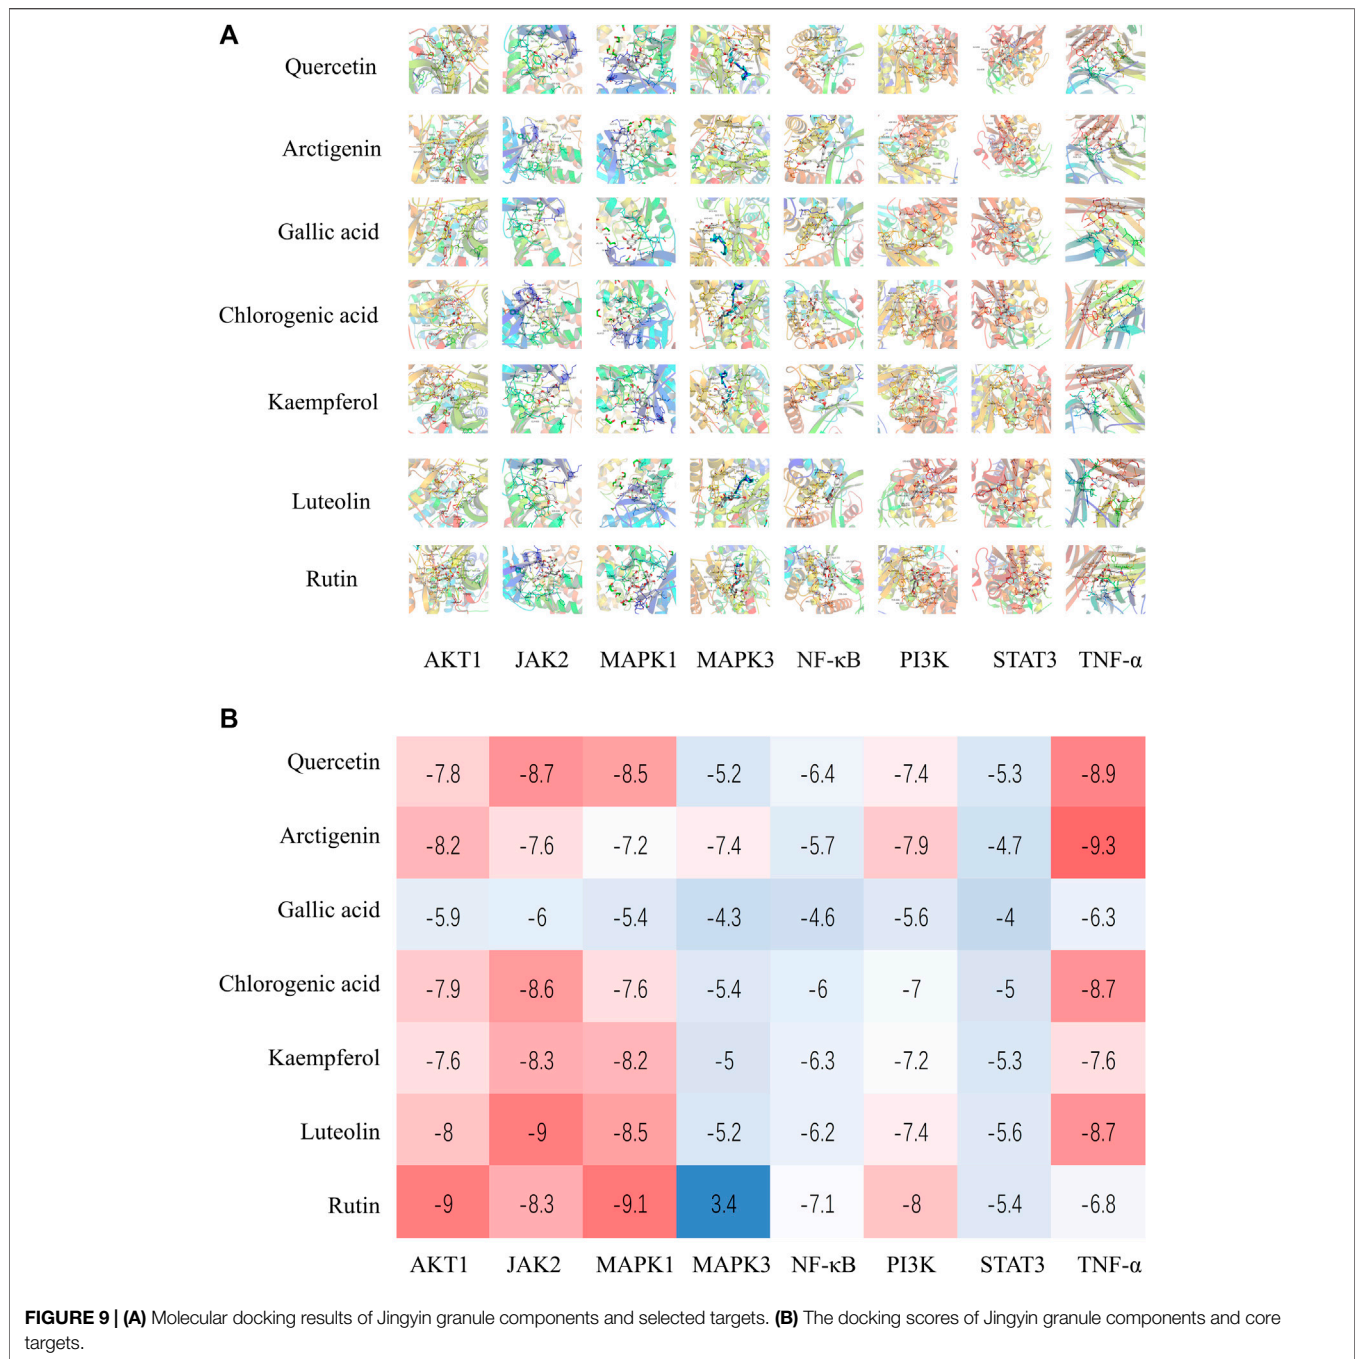 A
Quercetin
Arctigenin
Gallic acid
Chlorogenic acid
Kaempferol
Luteolin
Rutin
AKT1 JAK2 MAPK1 MAPK3 NF-κB PI3K STAT3 TNF-α
B
Quercetin -7.8 -8.7 -8.5 -5.2 -6.4 -7.4 -5.3 -8.9
Arctigenin -8.2 -7.6 -7.2 -7.4 -5.7 -7.9 -4.7 -9.3
Gallic acid -5.9 -6 -5.4 -4.3 -4.6 -5.6 -4 -6.3
Chlorogenic acid -7.9 -8.6 -7.6 -5.4 -6 -7 -5 -8.7
Kaempferol -7.6 -8.3 -8.2 -5 -6.3 -7.2 -5.3 -7.6
Luteolin -8 -9 -8.5 -5.2 -6.2 -7.4 -5.6 -8.7
Rutin -9 -8.3 -9.1 3.4 -7.1 -8 -5.4 -6.8
AKT1 JAK2 MAPK1 MAPK3 NF-κB PI3K STAT3 TNF-α
FIGURE 9 | (A) Molecular docking results of Jingyin granule components and selected targets. (B) The docking scores of Jingyin granule components and core
targets.